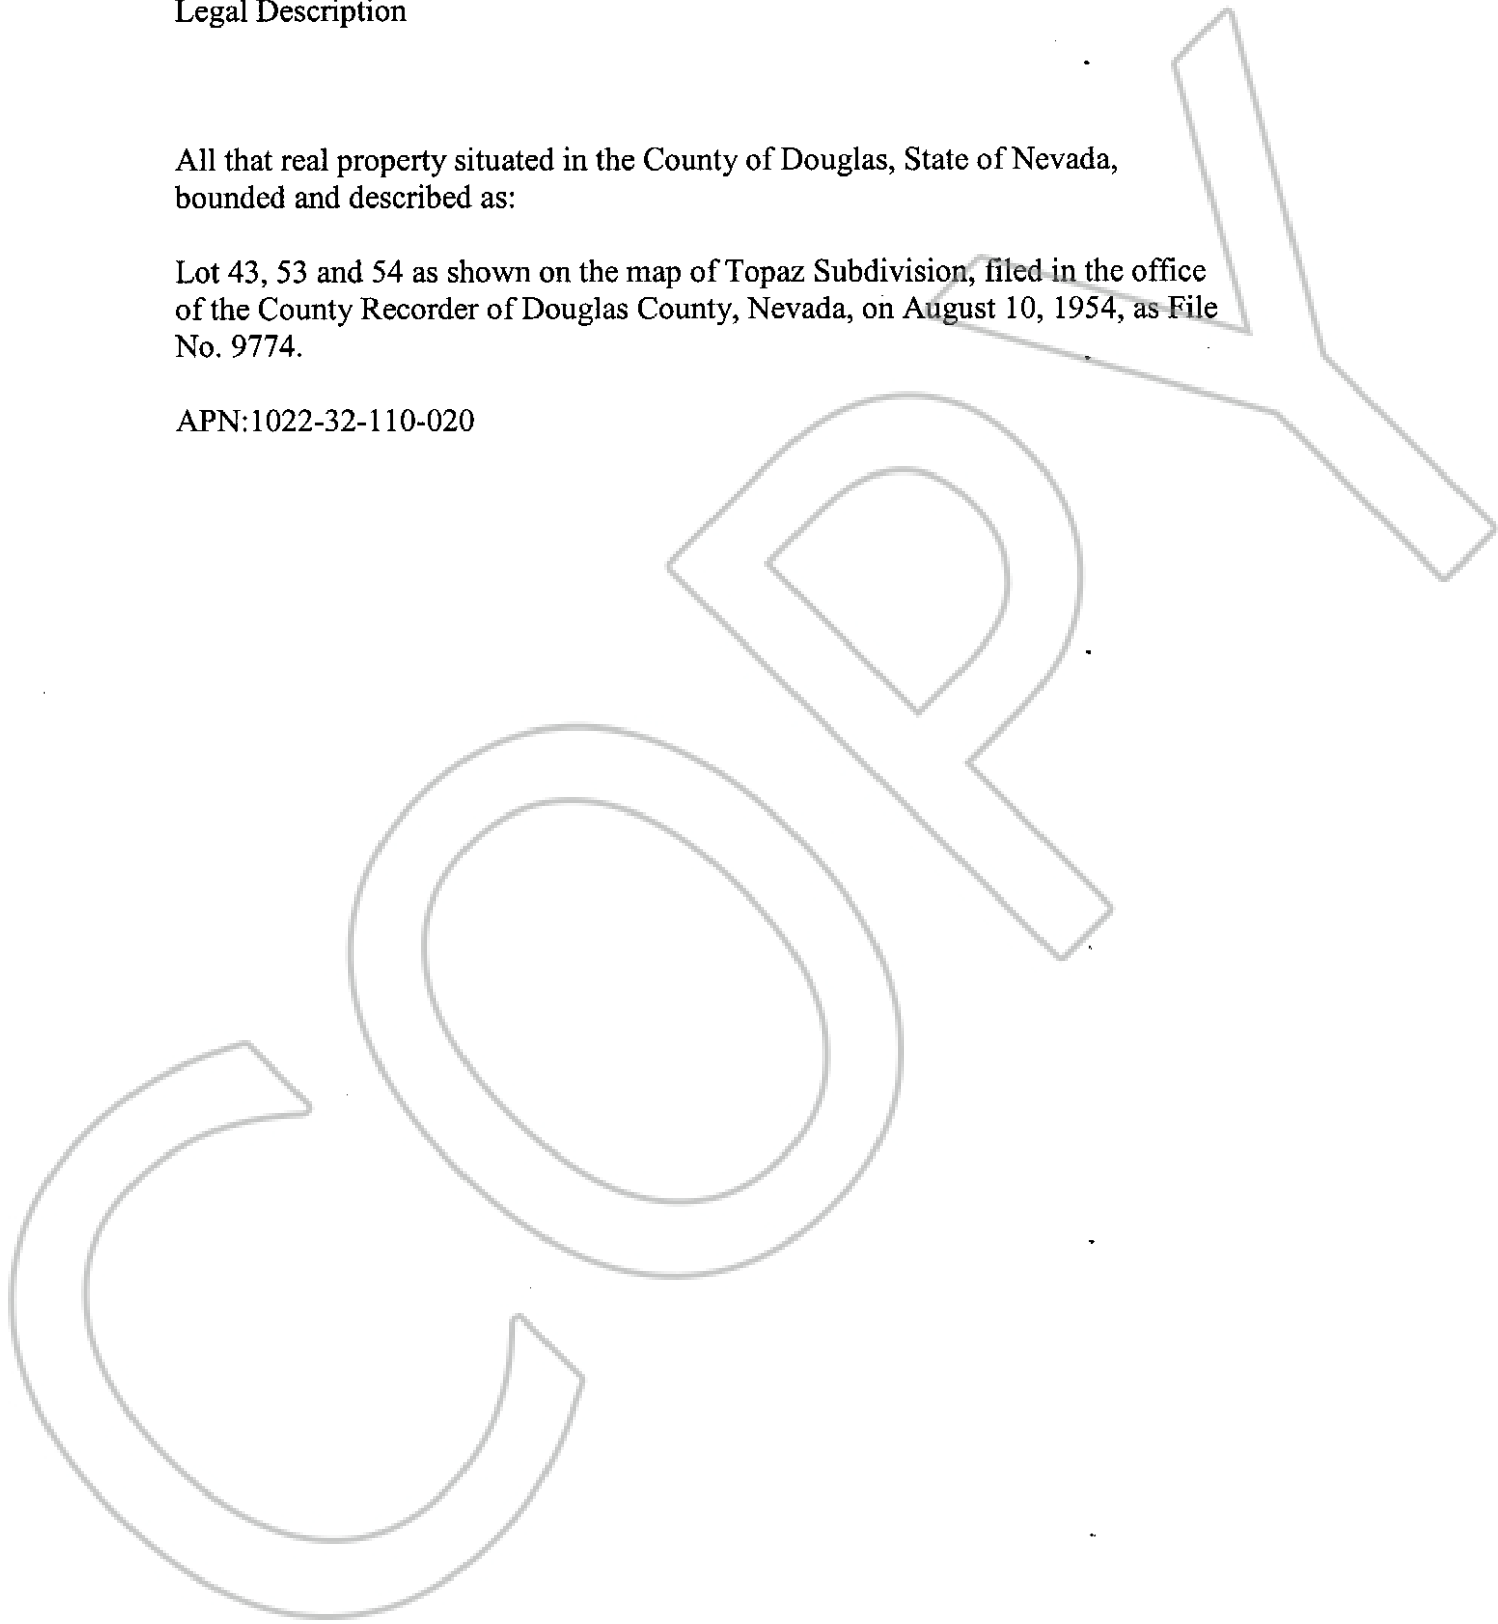 Legal Description
All that real property situated in the County of Douglas, State of Nevada,
bounded and described as:
Lot 43, 53 and 54 as shown on the map of Topaz Subdivision, filed in the office
of the County Recorder of Douglas County, Nevada, on August 10, 1954, as File
No. 9774.
APN:1022-32-110-020
COPY